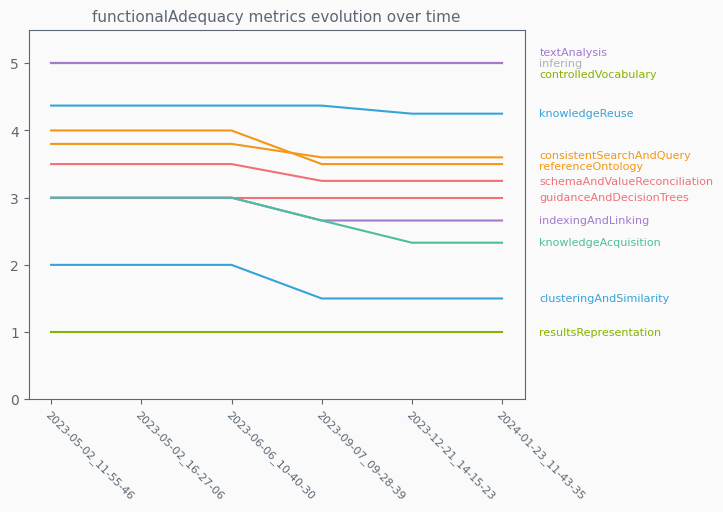 functionalAdequacy metrics evolution over time
5
4
3
2
1
0
textAnalysis
infering
controlledVocabulary
knowledgeReuse
consistentSearchAndQuery
referenceOntology
schemaAndValueReconciliation
guidanceAndDecisionTrees
indexingAndLinking
knowledgeAcquisition
clusteringAndSimilarity
resultsRepresentation
2023-05-02_11-55-46
2023-05-02_16-27-06
2023-06-06_10-40-30
2023-09-07_09-28-39
2023-12-21_14-15-23
2024-01-23_11-43-35